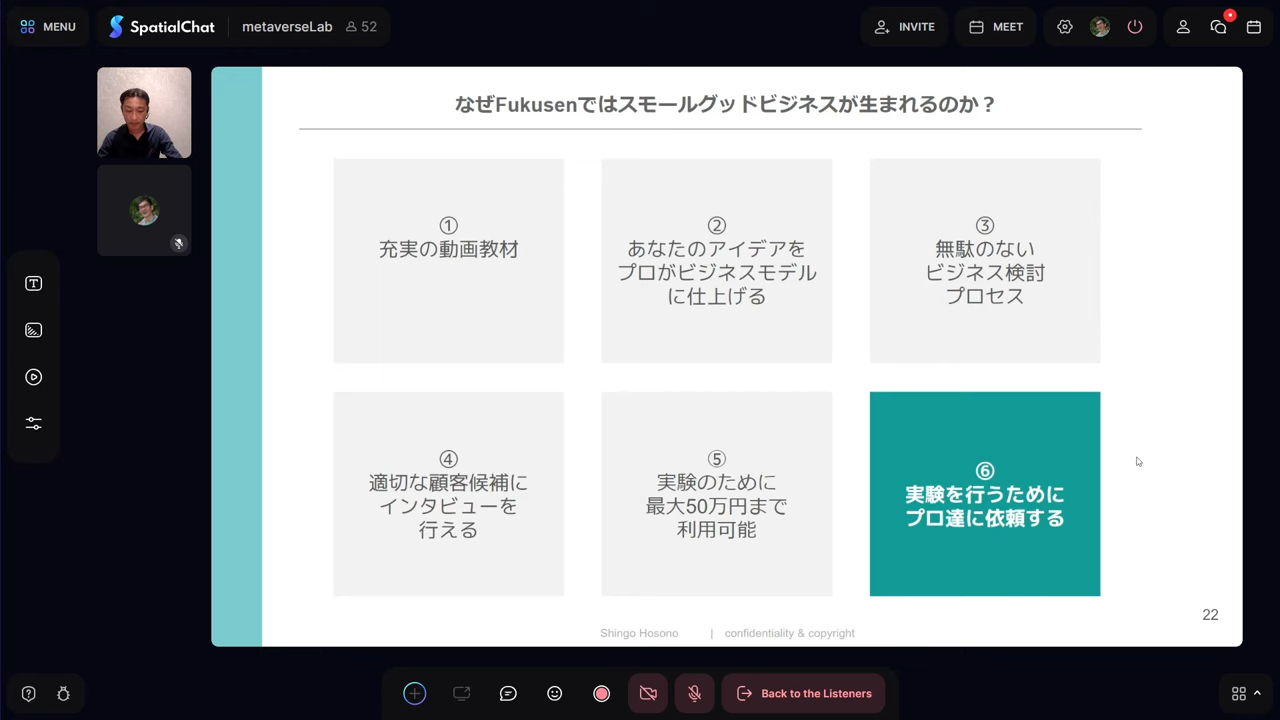 MENU
SpatialChat
metaverseLab
52
INVITE
MEET
なぜFukusenではスモールグッドビジネスが生まれるのか？
①
充実の動画教材
②
あなたのアイデアを
プロがビジネスモデル
に仕上げる
③
無駄のない
ビジネス検討
プロセス
④
適切な顧客候補に
インタビューを
行える
⑤
実験のために
最大50万円まで
利用可能
⑥
実験を行うために
プロ達に依頼する
22
Shingo Hosono | confidentiality & copyright
Back to the Listeners